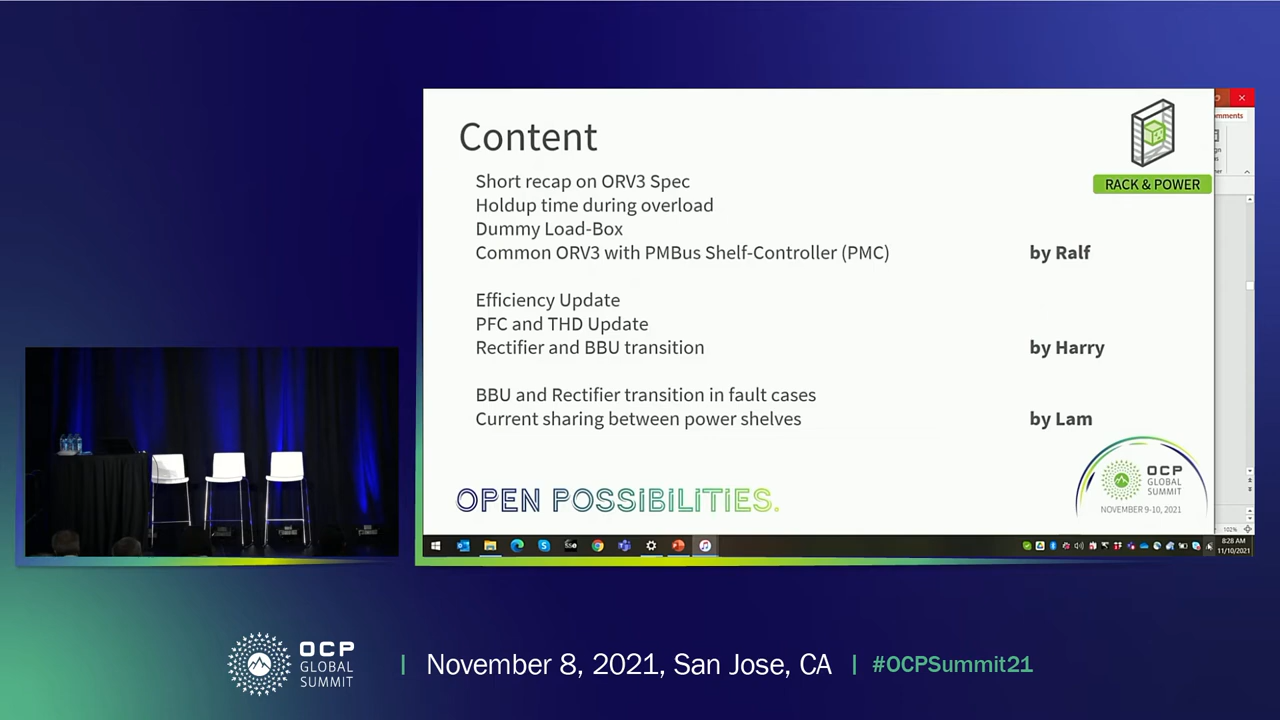 Content
Short recap on ORV3 Spec
Holdup time during overload
Dummy Load-Box
Common ORV3 with PMBus Shelf-Controller (PMC) by Ralf
Efficiency Update
PFC and THD Update
Rectifier and BBU transition by Harry
BBU and Rectifier transition in fault cases
Current sharing between power shelves by Lam
RACK & POWER
mments
OPEN POSSIBILITIES.
OCP
GLOBAL
SUMMIT
NOVEMBER 9-10, 2021
102%
8:28 AM
11/10/2021
OCP
GLOBAL
SUMMIT
| November 8, 2021, San Jose, CA | #OCPSummit21